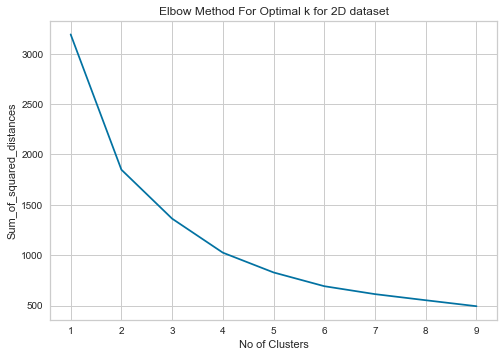 Elbow Method For Optimal k for 2D dataset
3000
2500
2000
1500
1000
500
Sum_of_squared_distances
1 2 3 4 5 6 7 8 9
No of Clusters